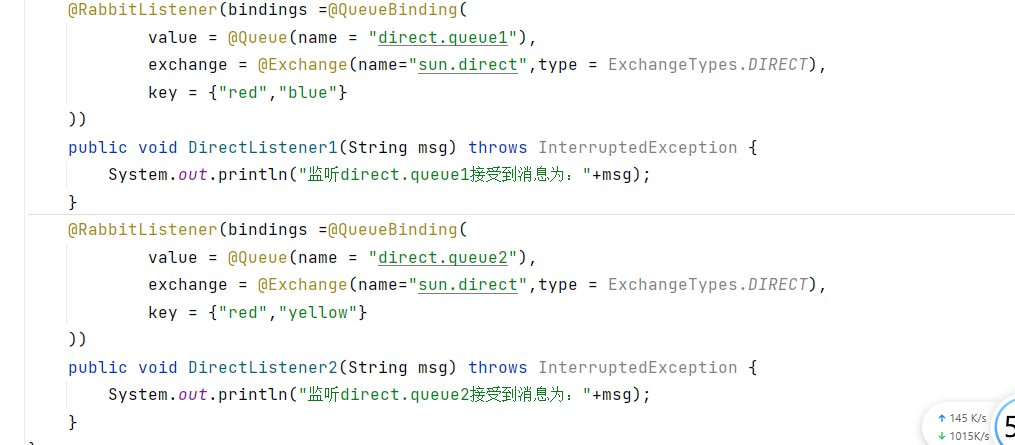 @RabbitListener(bindings =@QueueBinding(
value = @Queue(name = "direct.queue1"),
exchange = @Exchange(name="sun.direct",type = ExchangeTypes.DIRECT),
key = {"red","blue"}
))
public void DirectListener1(String msg) throws InterruptedException {
System.out.println("监听direct.queue1接受到消息为："+msg);
}
@RabbitListener(bindings =@QueueBinding(
value = @Queue(name = "direct.queue2"),
exchange = @Exchange(name="sun.direct",type = ExchangeTypes.DIRECT),
key = {"red","yellow"}
))
public void DirectListener2(String msg) throws InterruptedException {
System.out.println("监听direct.queue2接受到消息为："+msg);
}
↑ 145 K/s
↓ 1015K/s
5